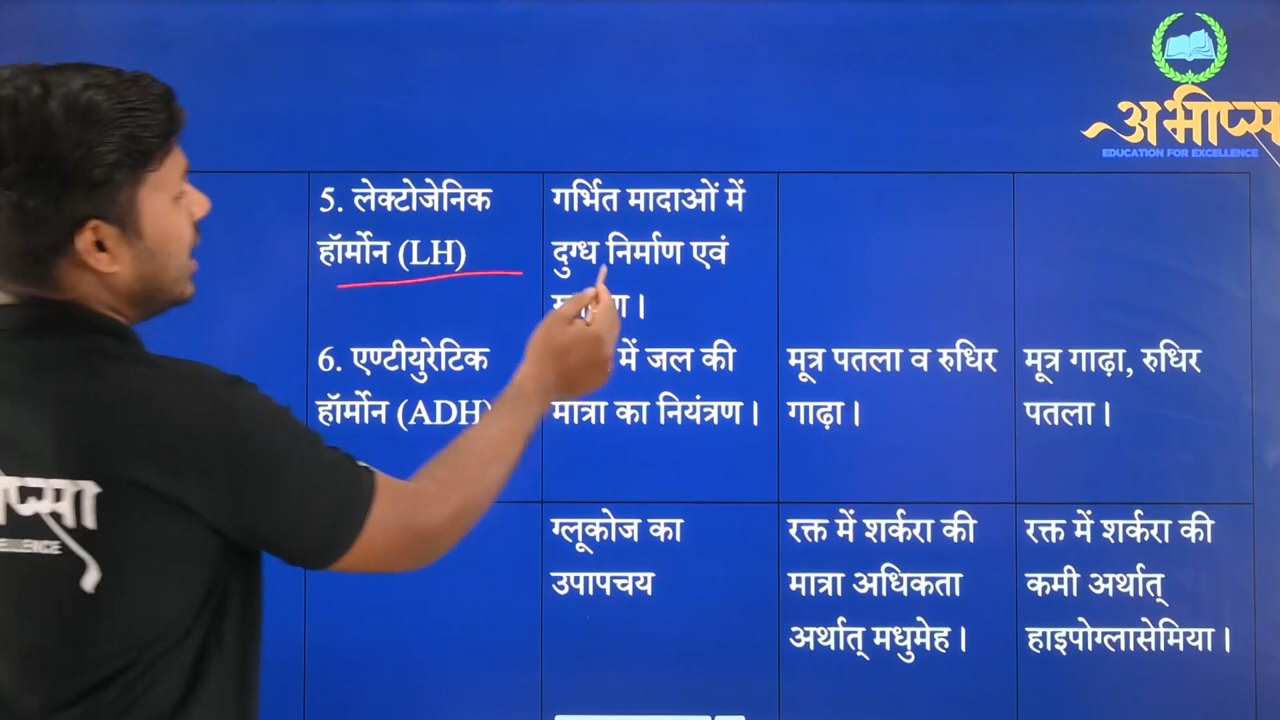 अभीप्सा
EDUCATION FOR EXCELLENCE
5. लेक्टोजेनिक
हॉर्मोन (LH)
गर्भित मादाओं में
दुग्ध निर्माण एवं
6. एण्टीयुरेटिक
हॉर्मोन (ADH)
में जल की
मात्रा का नियंत्रण।
मूत्र पतला व रुधिर
गाढ़ा।
मूत्र गाढ़ा, रुधिर
पतला।
ग्लूकोज का
उपापचय
रक्त में शर्करा की
मात्रा अधिकता
अर्थात् मधुमेह।
रक्त में शर्करा की
कमी अर्थात्
हाइपोग्लासेमिया।